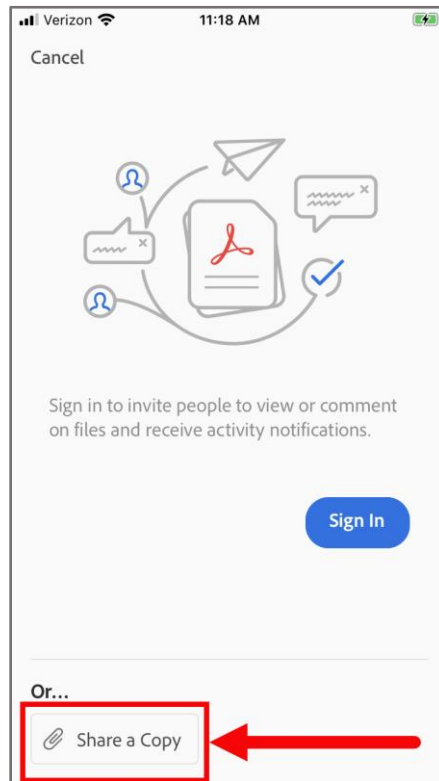 Verizon 11:18 AM
Cancel
Sign in to invite people to view or comment
on files and receive activity notifications.
Sign In
Or...
Share a Copy